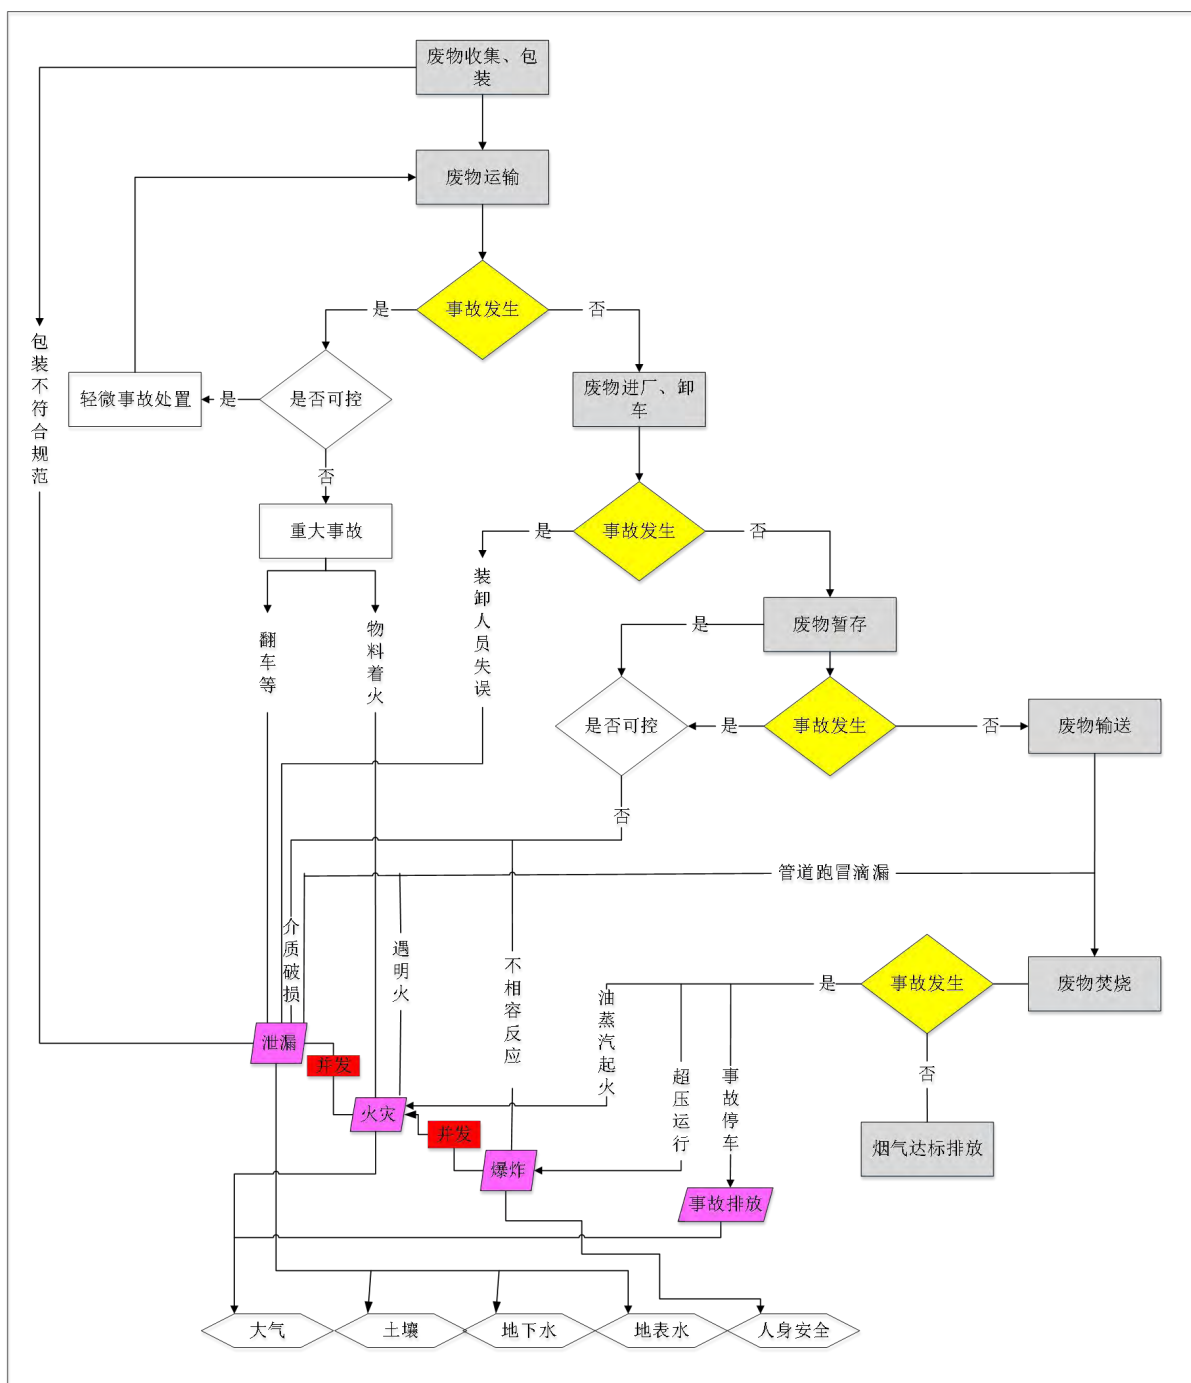 废物收集、包
装
废物运输
事故发生
是
否
包装不符合规范
轻微事故处置
是
是否可控
废物进厂、卸
车
否
重大事故
是
事故发生
否
翻车等
物料着火
装卸人员失误
是
废物暂存
是否可控
是
事故发生
否
废物输送
否
管道跑冒滴漏
介质破损
遇明火
不相容反应
油蒸汽起火
是
事故发生
废物焚烧
泄漏
并发
超压运行
事故停车
否
火灾
并发
爆炸
烟气达标排放
事故排放
大气
土壤
地下水
地表水
人身安全